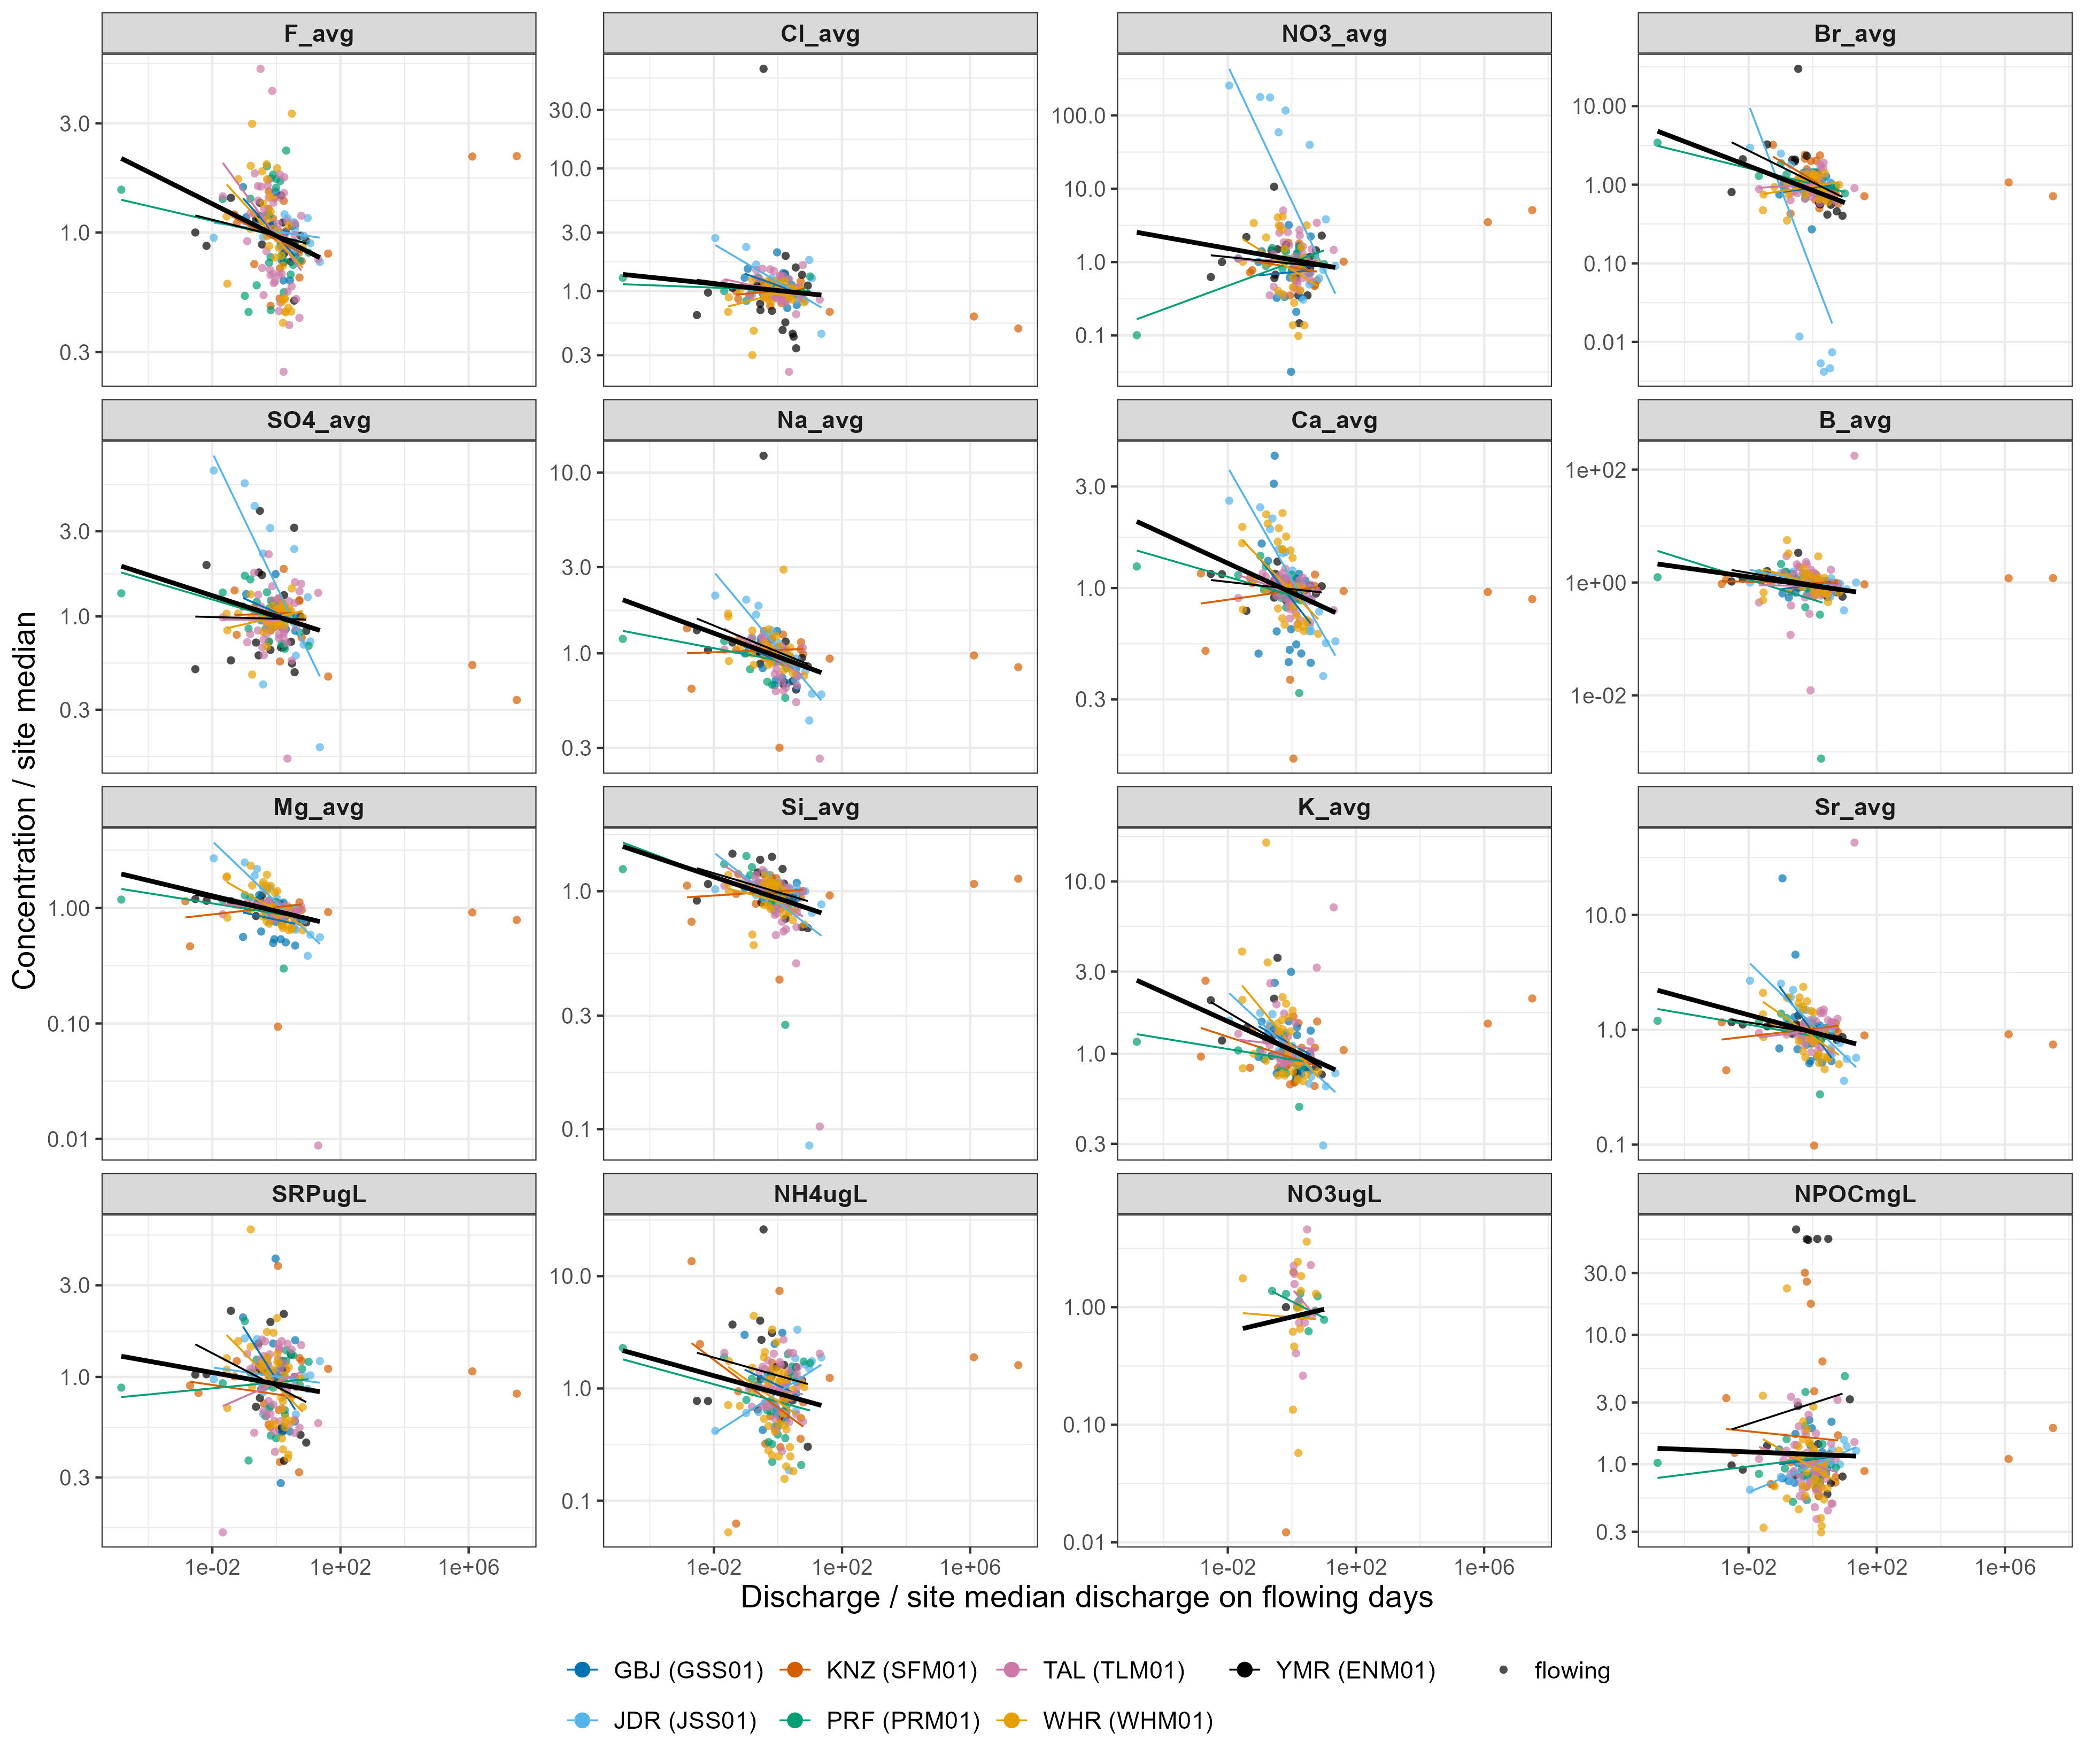 F_avg
Cl_avg
NO3_avg
Br_avg
3.0
1.0
0.3
30.0
10.0
3.0
1.0
0.3
100.0
10.0
1.0
0.1
10.00
1.00
0.10
0.01
SO4_avg
Na_avg
Ca_avg
B_avg
3.0
1.0
0.3
10.0
3.0
1.0
0.3
3.0
1.0
0.3
1e+02
1e+00
1e-02
Mg_avg
Si_avg
K_avg
Sr_avg
1.00
0.10
0.01
1.0
0.3
0.1
10.0
3.0
1.0
0.3
10.0
1.0
0.1
SRPugL
NH4ugL
NO3ugL
NPOCmgL
3.0
1.0
0.3
10.0
1.0
0.1
1.00
0.10
0.01
30.0
10.0
3.0
1.0
0.3
1e-02 1e+02 1e+06
1e-02 1e+02 1e+06
1e-02 1e+02 1e+06
1e-02 1e+02 1e+06
Concentration / site median
Discharge / site median discharge on flowing days
GBJ (GSS01) KNZ (SFM01) TAL (TLM01) YMR (ENM01) flowing
JDR (JSS01) PRF (PRM01) WHR (WHM01)